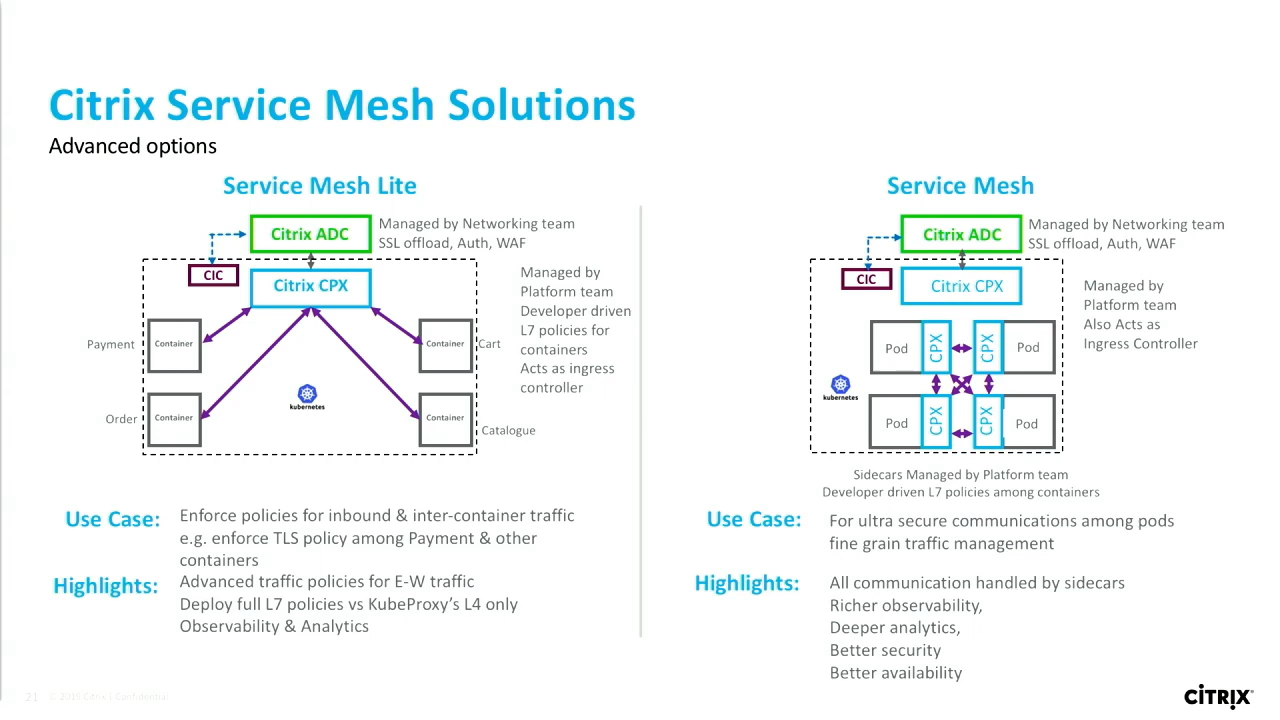 Citrix Service Mesh Solutions
Advanced options
Service Mesh Lite
Citrix ADC
Managed by Networking team
SSL offload, Auth, WAF
CIC
Citrix CPX
Managed by
Platform team
Developer driven
L7 policies for
containers
Acts as ingress
controller
Payment
Container
Container
Cart
kubernetes
Order
Container
Container
Catalogue
Use Case:
Enforce policies for inbound & inter-container traffic
e.g. enforce TLS policy among Payment & other
containers
Highlights:
Advanced traffic policies for E-W traffic
Deploy full L7 policies vs KubeProxy's L4 only
Observability & Analytics
Service Mesh
Citrix ADC
Managed by Networking team
SSL offload, Auth, WAF
CIC
Citrix CPX
Managed by
Platform team
Also Acts as
Ingress Controller
Pod
CPX
CPX
Pod
kubernetes
Pod
CPX
CPX
Pod
Sidecars Managed by Platform team
Developer driven L7 policies among containers
Use Case:
For ultra secure communications among pods
fine grain traffic management
Highlights:
All communication handled by sidecars
Richer observability,
Deeper analytics,
Better security
Better availability
21
Citrix | Confidential
CITRIX